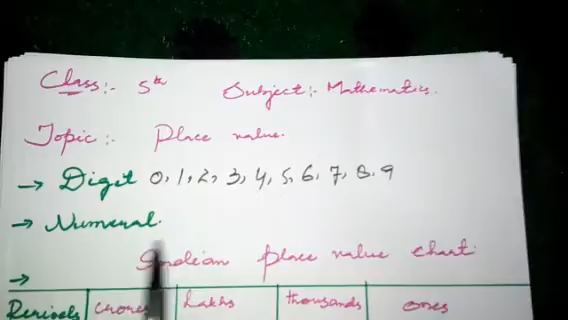 Class:- 5th Subject:- Mathematics.
Topic:- Place value.
→ Digit 0, 1, 2, 3, 4, 5, 6, 7, 8, 9
→ Numeral.
→ Indian place value chart.
Periods crores Lakhs thousands ones